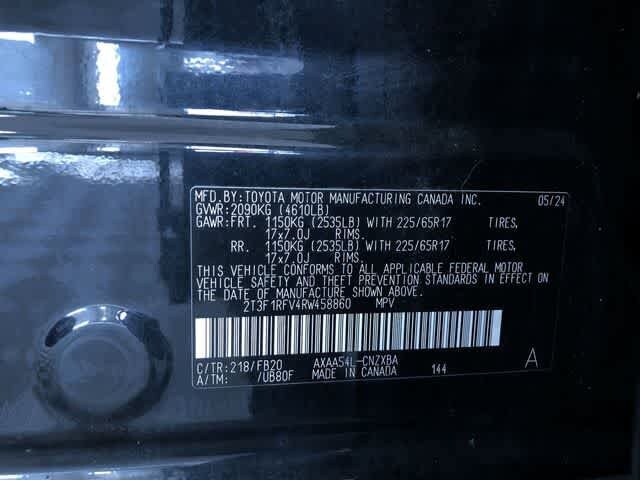 MFD.BY:TOYOTA MOTOR MANUFACTURING CANADA INC. 05/24
GVWR:2090KG (4610LB)
GAWR:FRT. 1150KG (2535LB) WITH 225/65R17 TIRES,
17x7.0J RIMS.
RR. 1150KG (2535LB) WITH 225/65R17 TIRES,
17x7.0J RIMS.
THIS VEHICLE CONFORMS TO ALL APPLICABLE FEDERAL MOTOR
VEHICLE SAFETY AND THEFT PREVENTION STANDARDS IN EFFECT ON
THE DATE OF MANUFACTURE SHOWN ABOVE.
2T3F1RFV4RW458860 MPV
C/TR:218/FB20 AXAA54L-CNZXBA A
A/TM: /UB80F MADE IN CANADA 144